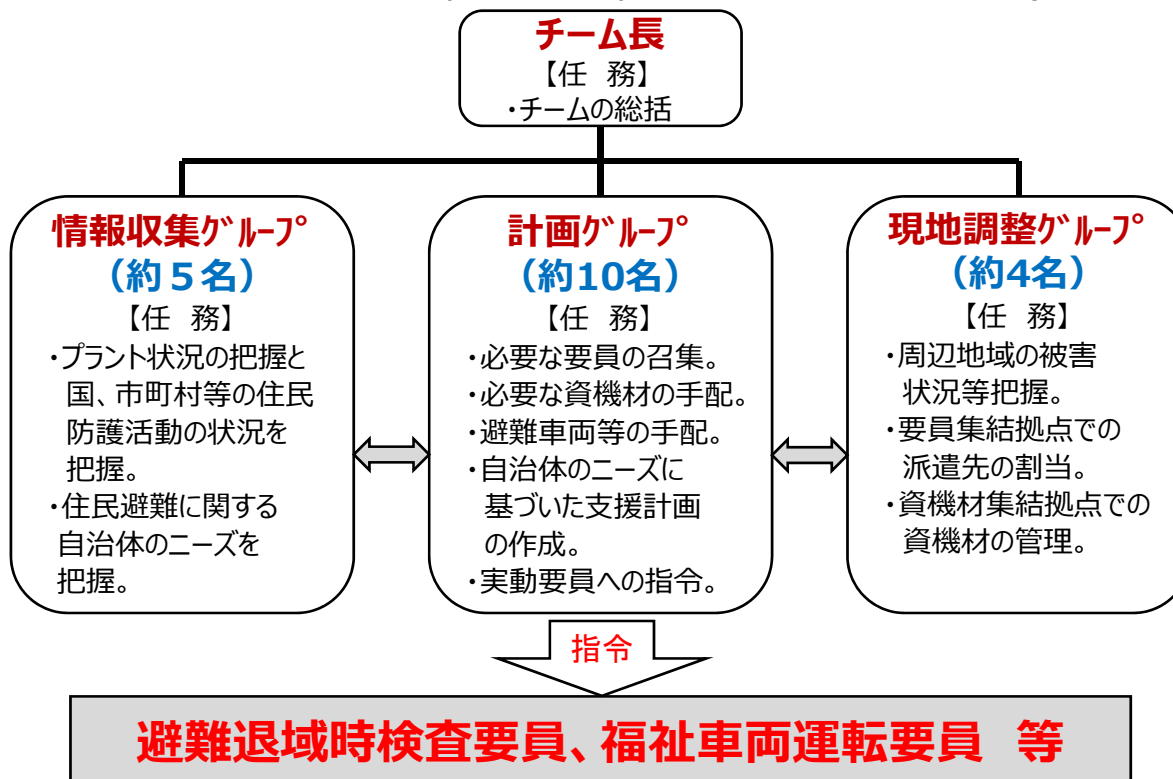 チーム長
【任 務】
・チームの総括
情報収集ｸﾞﾙｰﾌﾟ
（約５名）
【任 務】
・プラント状況の把握と
国、市町村等の住民
防護活動の状況を
把握。
・住民避難に関する
自治体のニーズを
把握。
計画ｸﾞﾙｰﾌﾟ
（約10名）
【任 務】
・必要な要員の召集。
・必要な資機材の手配。
・避難車両等の手配。
・自治体のニーズに
基づいた支援計画
の作成。
・実動要員への指令。
現地調整ｸﾞﾙｰﾌﾟ
（約4名）
【任 務】
・周辺地域の被害
状況等把握。
・要員集結拠点での
派遣先の割当。
・資機材集結拠点での
資機材の管理。
指令
避難退域時検査要員、福祉車両運転要員 等